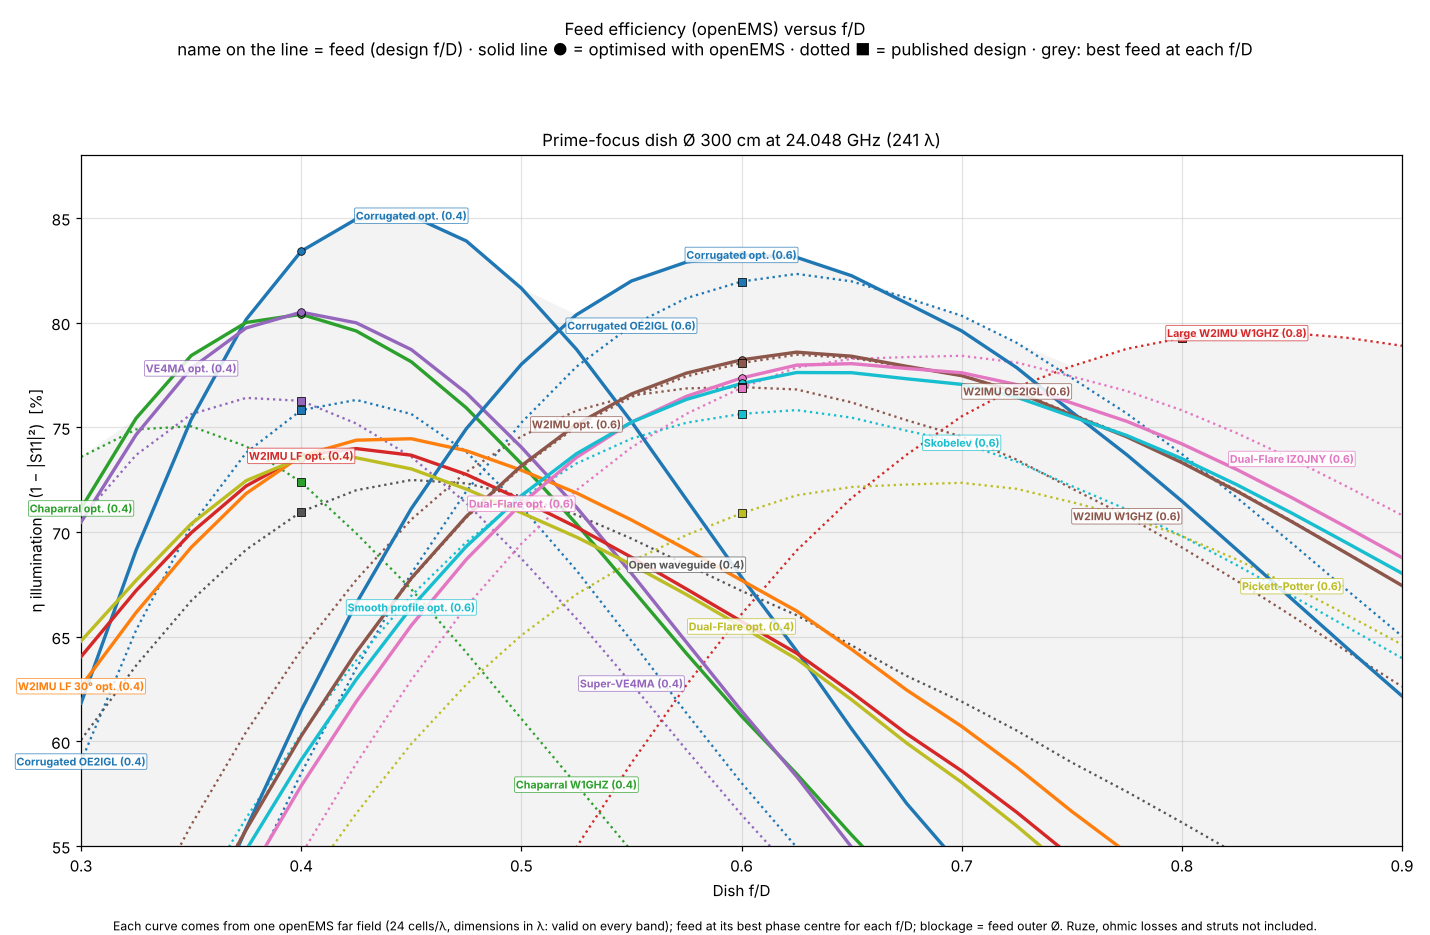 Feed efficiency (openEMS) versus f/D
name on the line = feed (design f/D) · solid line ● = optimised with openEMS · dotted ■ = published design · grey: best feed at each f/D
Prime-focus dish Ø 300 cm at 24.048 GHz (241 λ)
η illumination (1 − |S11|²) [%]
85
80
75
70
65
60
55
Corrugated opt. (0.4)
Corrugated opt. (0.6)
Corrugated OE2IGL (0.6)
Large W2IMU W1GHZ (0.8)
VE4MA opt. (0.4)
W2IMU OE2IGL (0.6)
W2IMU opt. (0.6)
Skobelev (0.6)
W2IMU LF opt. (0.4)
Dual-Flare IZ0JNY (0.6)
Chaparral opt. (0.4)
Dual-Flare opt. (0.6)
W2IMU W1GHZ (0.6)
Open waveguide (0.4)
Pickett-Potter (0.6)
Smooth profile opt. (0.6)
Dual-Flare opt. (0.4)
W2IMU LF 30° opt. (0.4)
Super-VE4MA (0.4)
Corrugated OE2IGL (0.4)
Chaparral W1GHZ (0.4)
0.3 0.4 0.5 0.6 0.7 0.8 0.9
Dish f/D
Each curve comes from one openEMS far field (24 cells/λ, dimensions in λ: valid on every band); feed at its best phase centre for each f/D; blockage = feed outer Ø. Ruze, ohmic losses and struts not included.